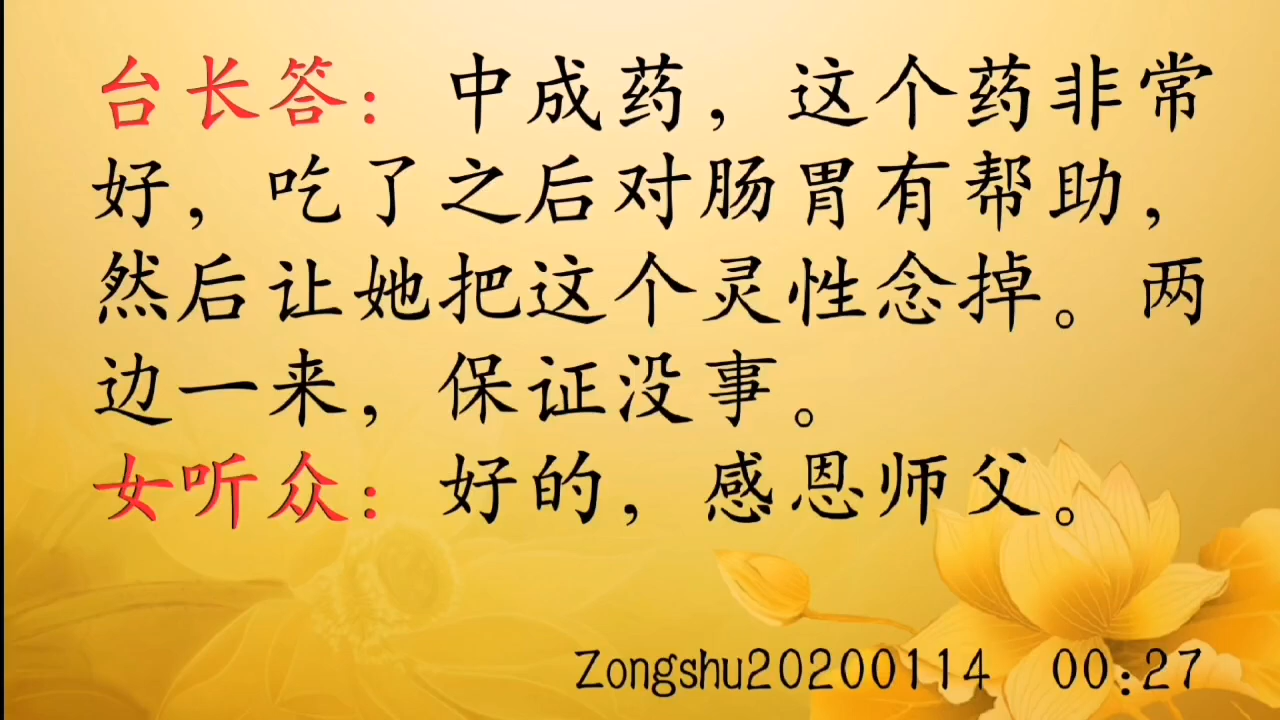 台长答：中成药，这个药非常
好，吃了之后对肠胃有帮助，
然后让她把这个灵性念掉。两
边一来，保证没事。
女听众：好的，感恩师父。
Zongshu20200114 00:27